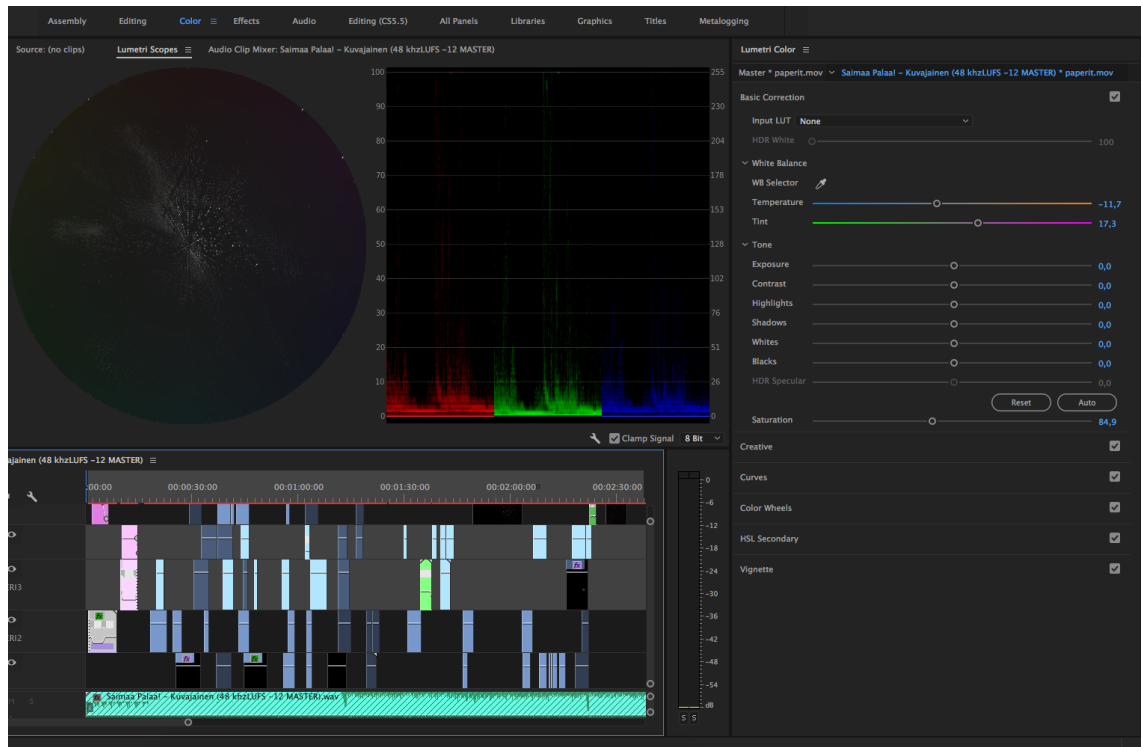 Assembly Editing Color Effects Audio Editing (CS5.5) All Panels Libraries Graphics Titles Metalogging
Source: (no clips) Lumetri Scopes Audio Clip Mixer: Saimaa Palaa! – Kuvajainen (48 khzLUFS –12 MASTER)
100 255
90 230
80 204
70 178
60 153
50 128
40 102
30 76
20 51
10 26
0 0
Clamp Signal 8 Bit
Lumetri Color
Master * paperit.mov Saimaa Palaa! – Kuvajainen (48 khzLUFS –12 MASTER) * paperit.mov
Basic Correction
Input LUT None
HDR White 100
White Balance
WB Selector
Temperature –11,7
Tint 17,3
Tone
Exposure 0,0
Contrast 0,0
Highlights 0,0
Shadows 0,0
Whites 0,0
Blacks 0,0
HDR Specular 0,0
Reset Auto
Saturation 84,9
Creative
Curves
Color Wheels
HSL Secondary
Vignette
vajainen (48 khzLUFS –12 MASTER)
:00:00 00:00:30:00 00:01:00:00 00:01:30:00 00:02:00:00 00:02:30:00
fx
fx
fx fx
Saimaa Palaa! – Kuvajainen (48 khzLUFS –12 MASTER).wav
M S
0
-6
-12
-18
-24
-30
-36
-42
-48
-54
dB
S S